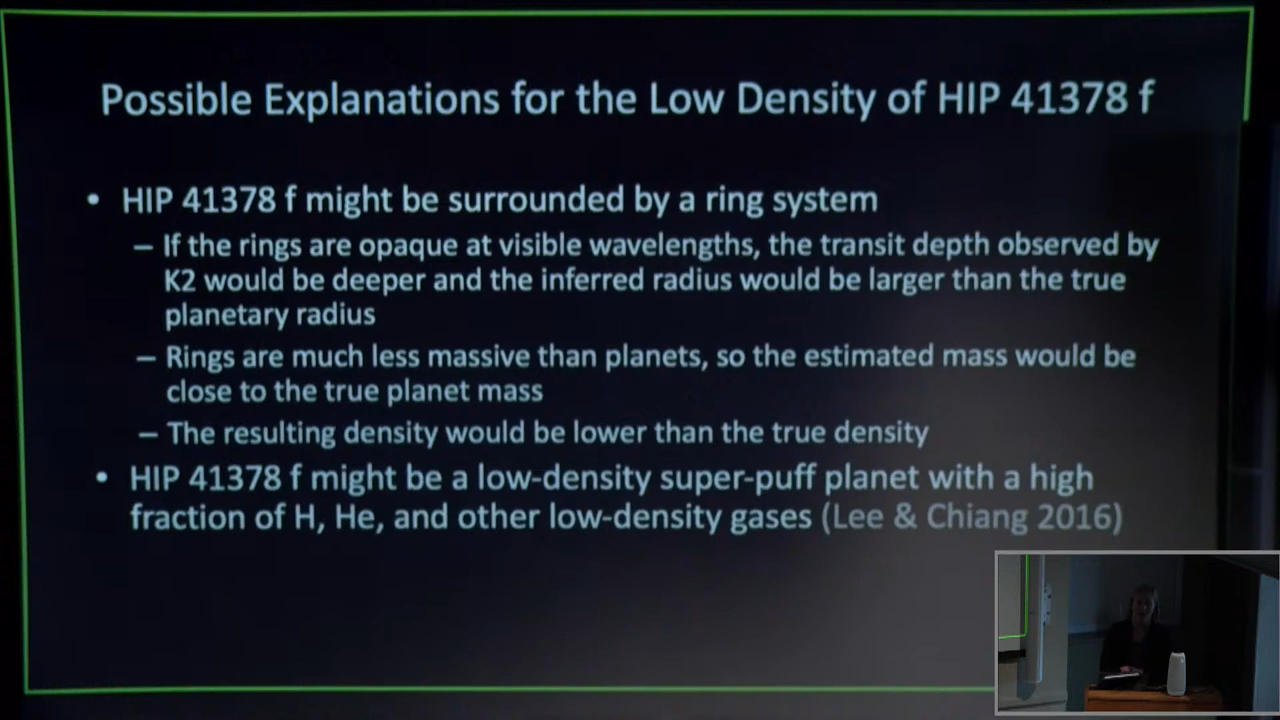 Possible Explanations for the Low Density of HIP 41378 f
• HIP 41378 f might be surrounded by a ring system
– If the rings are opaque at visible wavelengths, the transit depth observed by
K2 would be deeper and the inferred radius would be larger than the true
planetary radius
– Rings are much less massive than planets, so the estimated mass would be
close to the true planet mass
– The resulting density would be lower than the true density
• HIP 41378 f might be a low-density super-puff planet with a high
fraction of H, He, and other low-density gases (Lee & Chiang 2016)